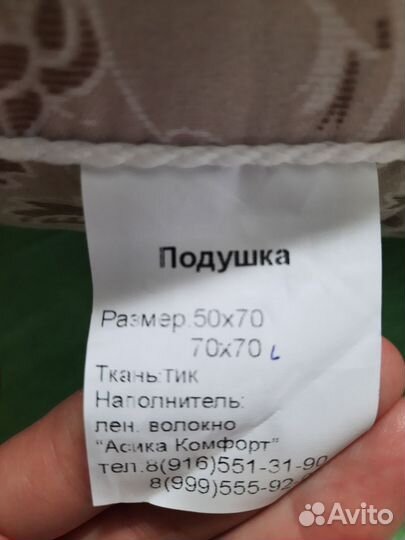 Подушка
Размер:50х70
70х70 ✓
Ткань:тик
Наполнитель:
лен. волокно
"Асика Комфорт"
тел.8(916)551-31-90
8(999)555-92-
Avito